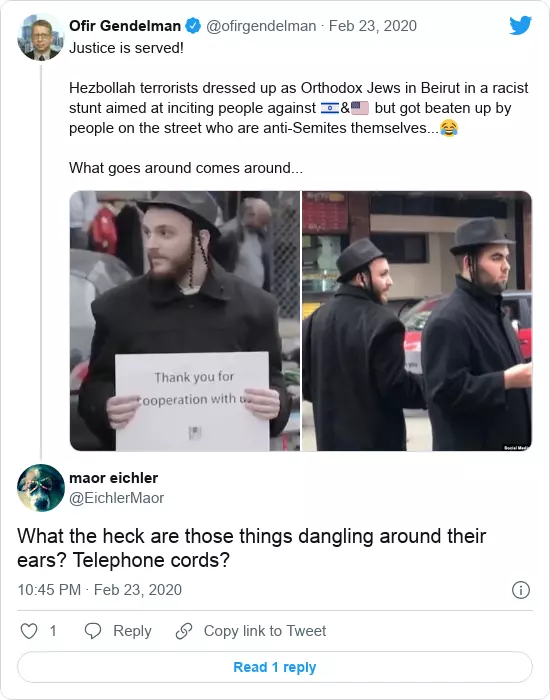 Ofir Gendelman @ofirgendelman · Feb 23, 2020
Justice is served!
Hezbollah terrorists dressed up as Orthodox Jews in Beirut in a racist
stunt aimed at inciting people against 🇮🇱&🇺🇸 but got beaten up by
people on the street who are anti-Semites themselves...😂
What goes around comes around...
Thank you for
cooperation with us
Social Media
maor eichler
@EichlerMaor
What the heck are those things dangling around their
ears? Telephone cords?
10:45 PM · Feb 23, 2020
1 Reply Copy link to Tweet
Read 1 reply